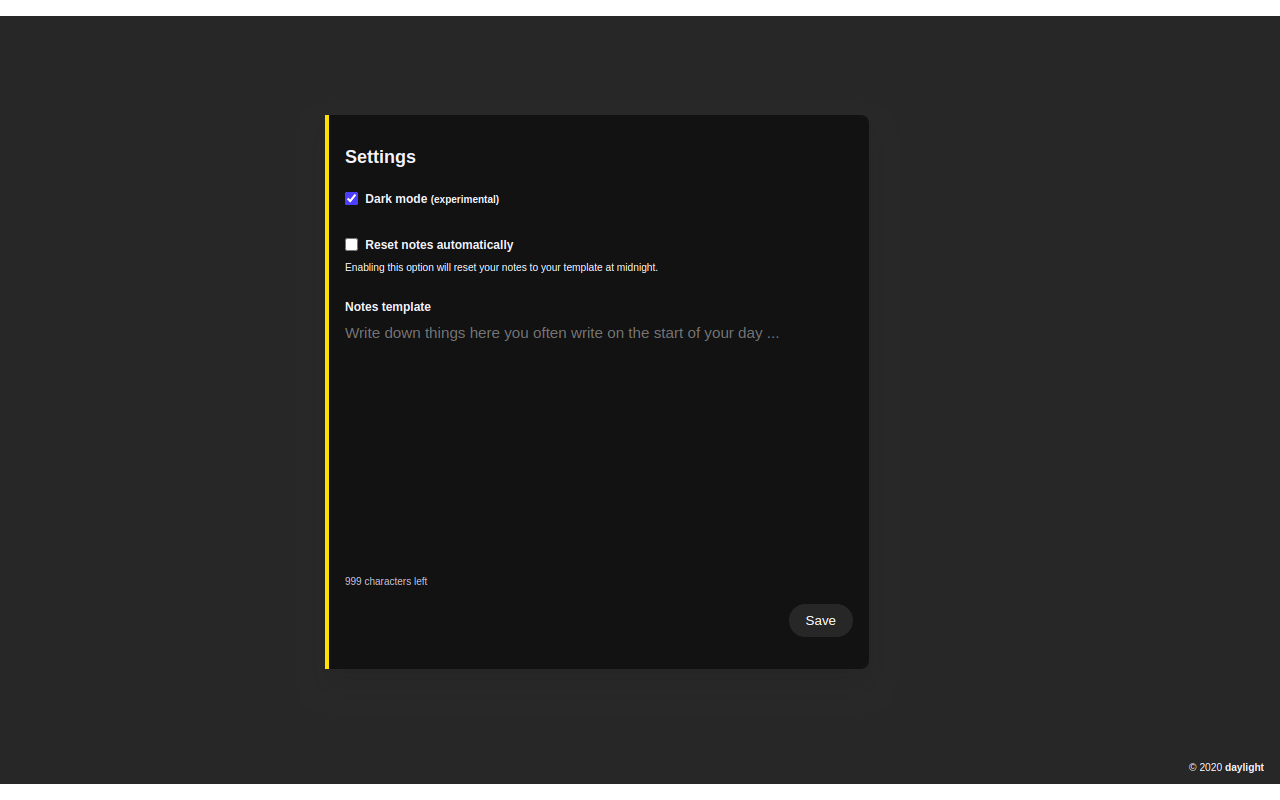 Settings
Dark mode (experimental)
Reset notes automatically
Enabling this option will reset your notes to your template at midnight.
Notes template
Write down things here you often write on the start of your day ...
999 characters left
Save
© 2020 daylight